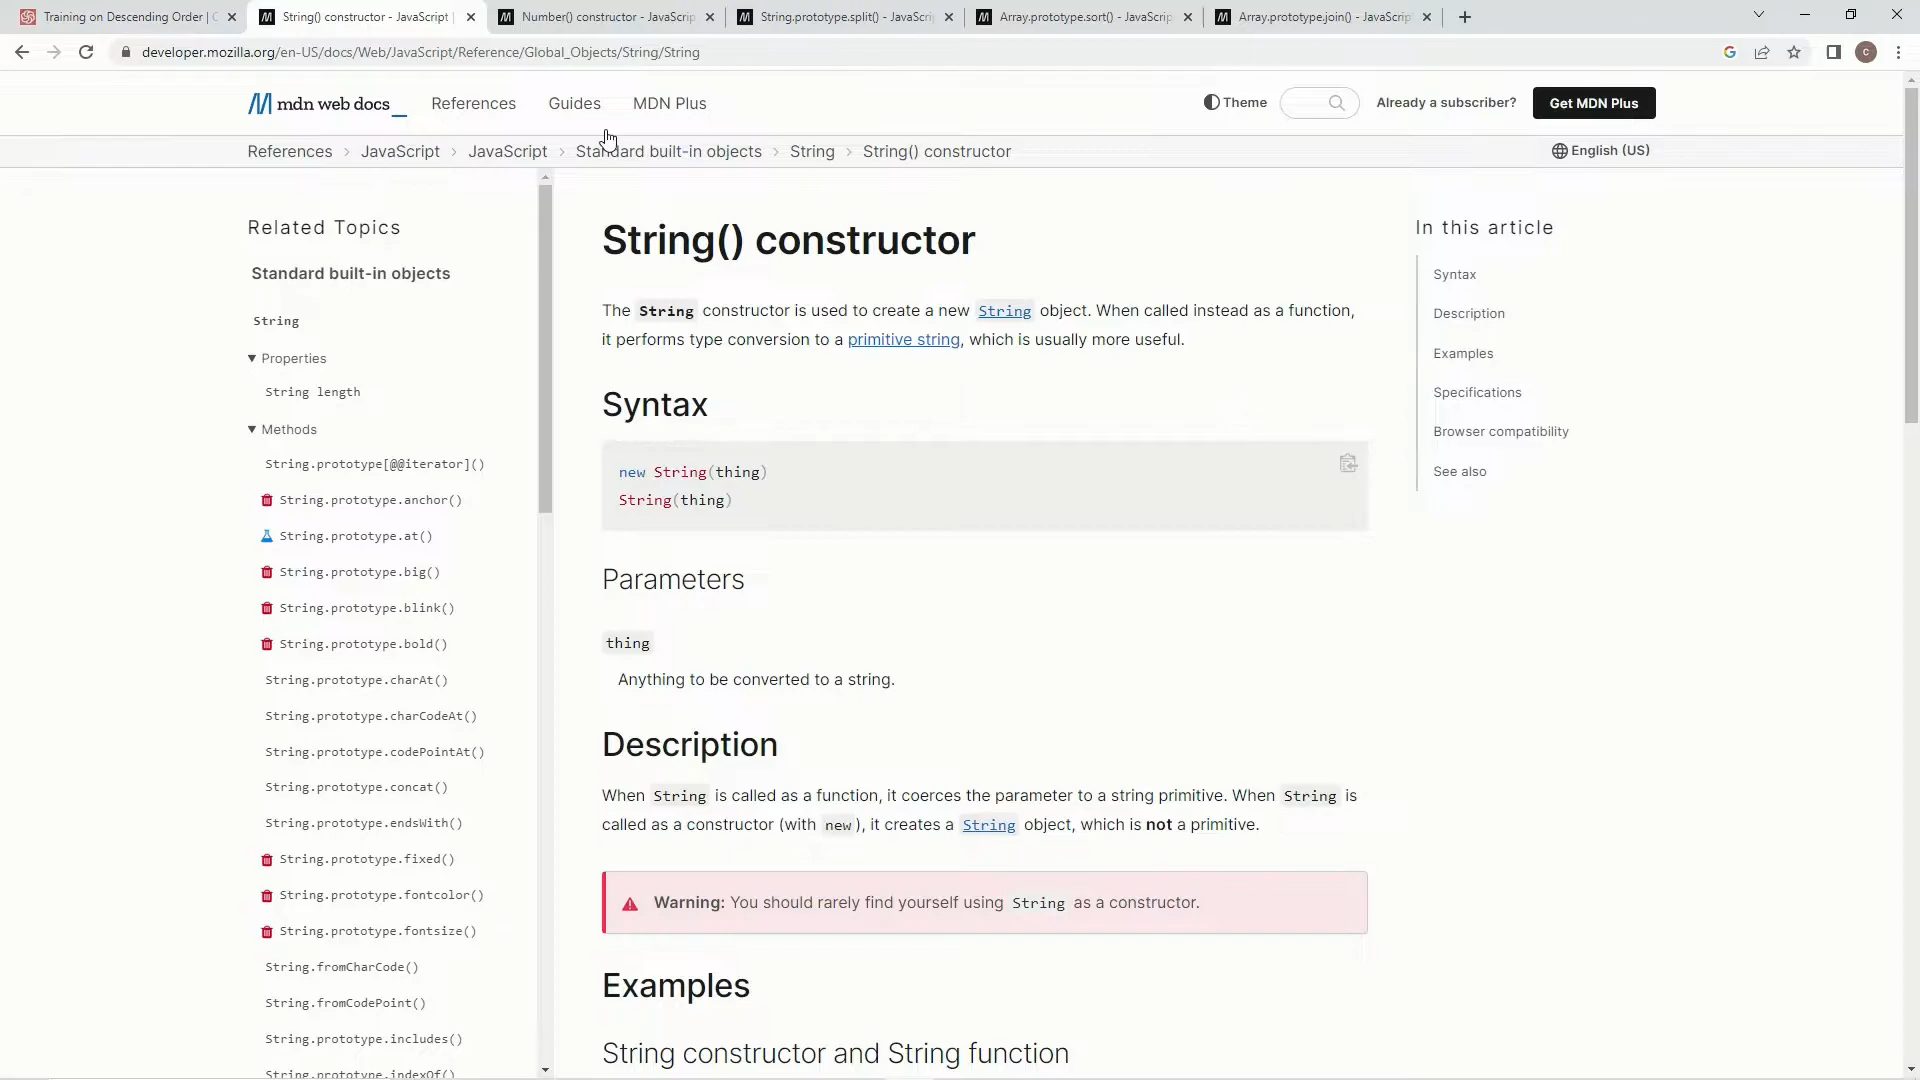 Training on Descending Order | C
String() constructor - JavaScript |
Number() constructor - JavaScrip
String.prototype.split() - JavaScri
Array.prototype.sort() - JavaScrip
Array.prototype.join() - JavaScript
developer.mozilla.org/en-US/docs/Web/JavaScript/Reference/Global_Objects/String/String
C
mdn web docs
References
Guides
MDN Plus
Theme
Already a subscriber?
Get MDN Plus
References > JavaScript > JavaScript > Standard built-in objects > String > String() constructor
English (US)
Related Topics
Standard built-in objects
String
Properties
String length
Methods
String.prototype[@@iterator]()
String.prototype.anchor()
String.prototype.at()
String.prototype.big()
String.prototype.blink()
String.prototype.bold()
String.prototype.charAt()
String.prototype.charCodeAt()
String.prototype.codePointAt()
String.prototype.concat()
String.prototype.endsWith()
String.prototype.fixed()
String.prototype.fontcolor()
String.prototype.fontsize()
String.fromCharCode()
String.fromCodePoint()
String.prototype.includes()
String.prototype.indexOf()
String() constructor
The String constructor is used to create a new String object. When called instead as a function,
it performs type conversion to a primitive string, which is usually more useful.
Syntax
new String(thing)
String(thing)
Parameters
thing
Anything to be converted to a string.
Description
When String is called as a function, it coerces the parameter to a string primitive. When String is
called as a constructor (with new), it creates a String object, which is not a primitive.
Warning: You should rarely find yourself using String as a constructor.
Examples
String constructor and String function
In this article
Syntax
Description
Examples
Specifications
Browser compatibility
See also